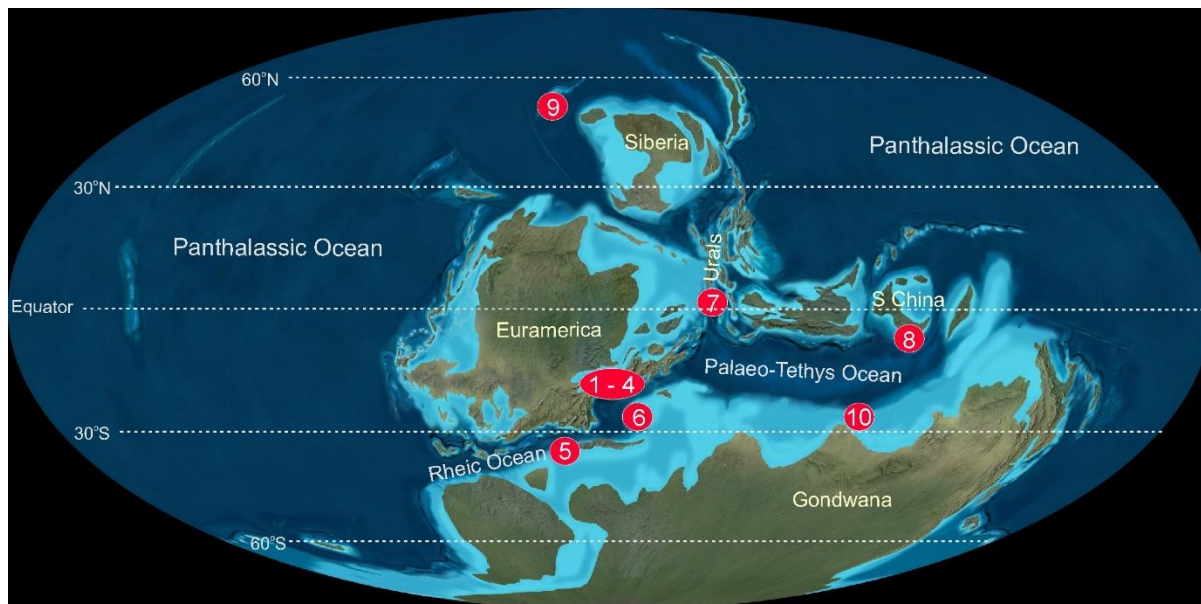 60°N
9
Siberia
Panthalassic Ocean
30°N
Panthalassic Ocean
Urals
Equator
7
S China
Euramerica
8
Palaeo-Tethys Ocean
1 - 4
6
10
30°S
5
Rheic Ocean
Gondwana
60°S